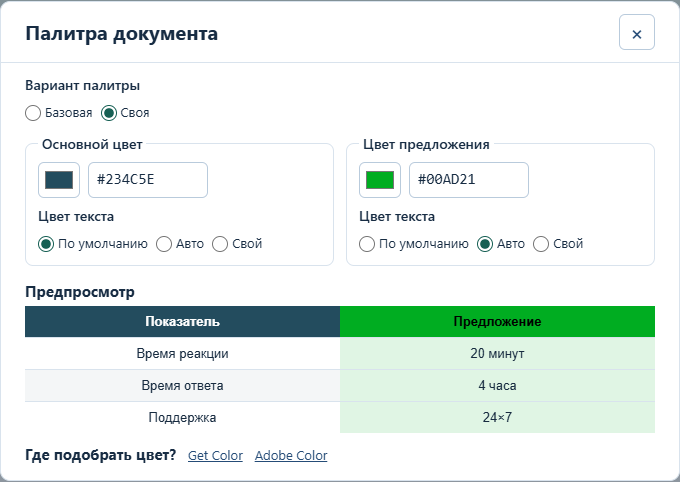 Палитра документа
×
Вариант палитры
Базовая Своя
Основной цвет
#234C5E
Цвет текста
По умолчанию Авто Свой
Цвет предложения
#00AD21
Цвет текста
По умолчанию Авто Свой
Предпросмотр
Показатель Предложение
Время реакции 20 минут
Время ответа 4 часа
Поддержка 24×7
Где подобрать цвет? Get Color Adobe Color